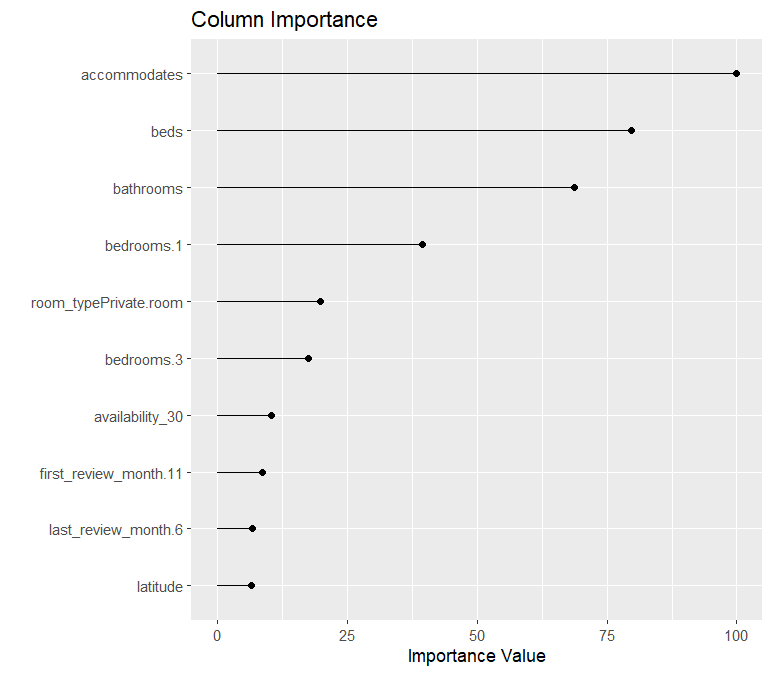 Column Importance
accommodates
beds
bathrooms
bedrooms.1
room_typePrivate.room
bedrooms.3
availability_30
first_review_month.11
last_review_month.6
latitude
0 25 50 75 100
Importance Value